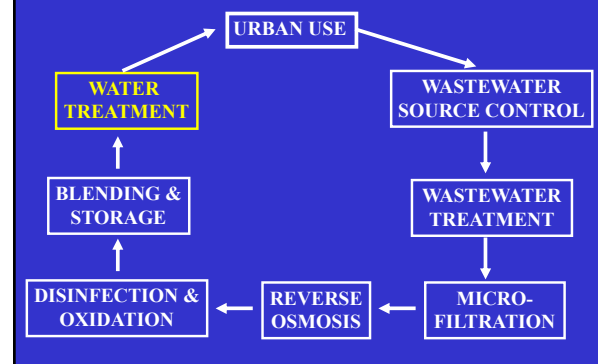 URBAN USE
WASTEWATER
SOURCE CONTROL
WASTEWATER
TREATMENT
MICRO-
FILTRATION
REVERSE
OSMOSIS
DISINFECTION &
OXIDATION
BLENDING &
STORAGE
WATER
TREATMENT